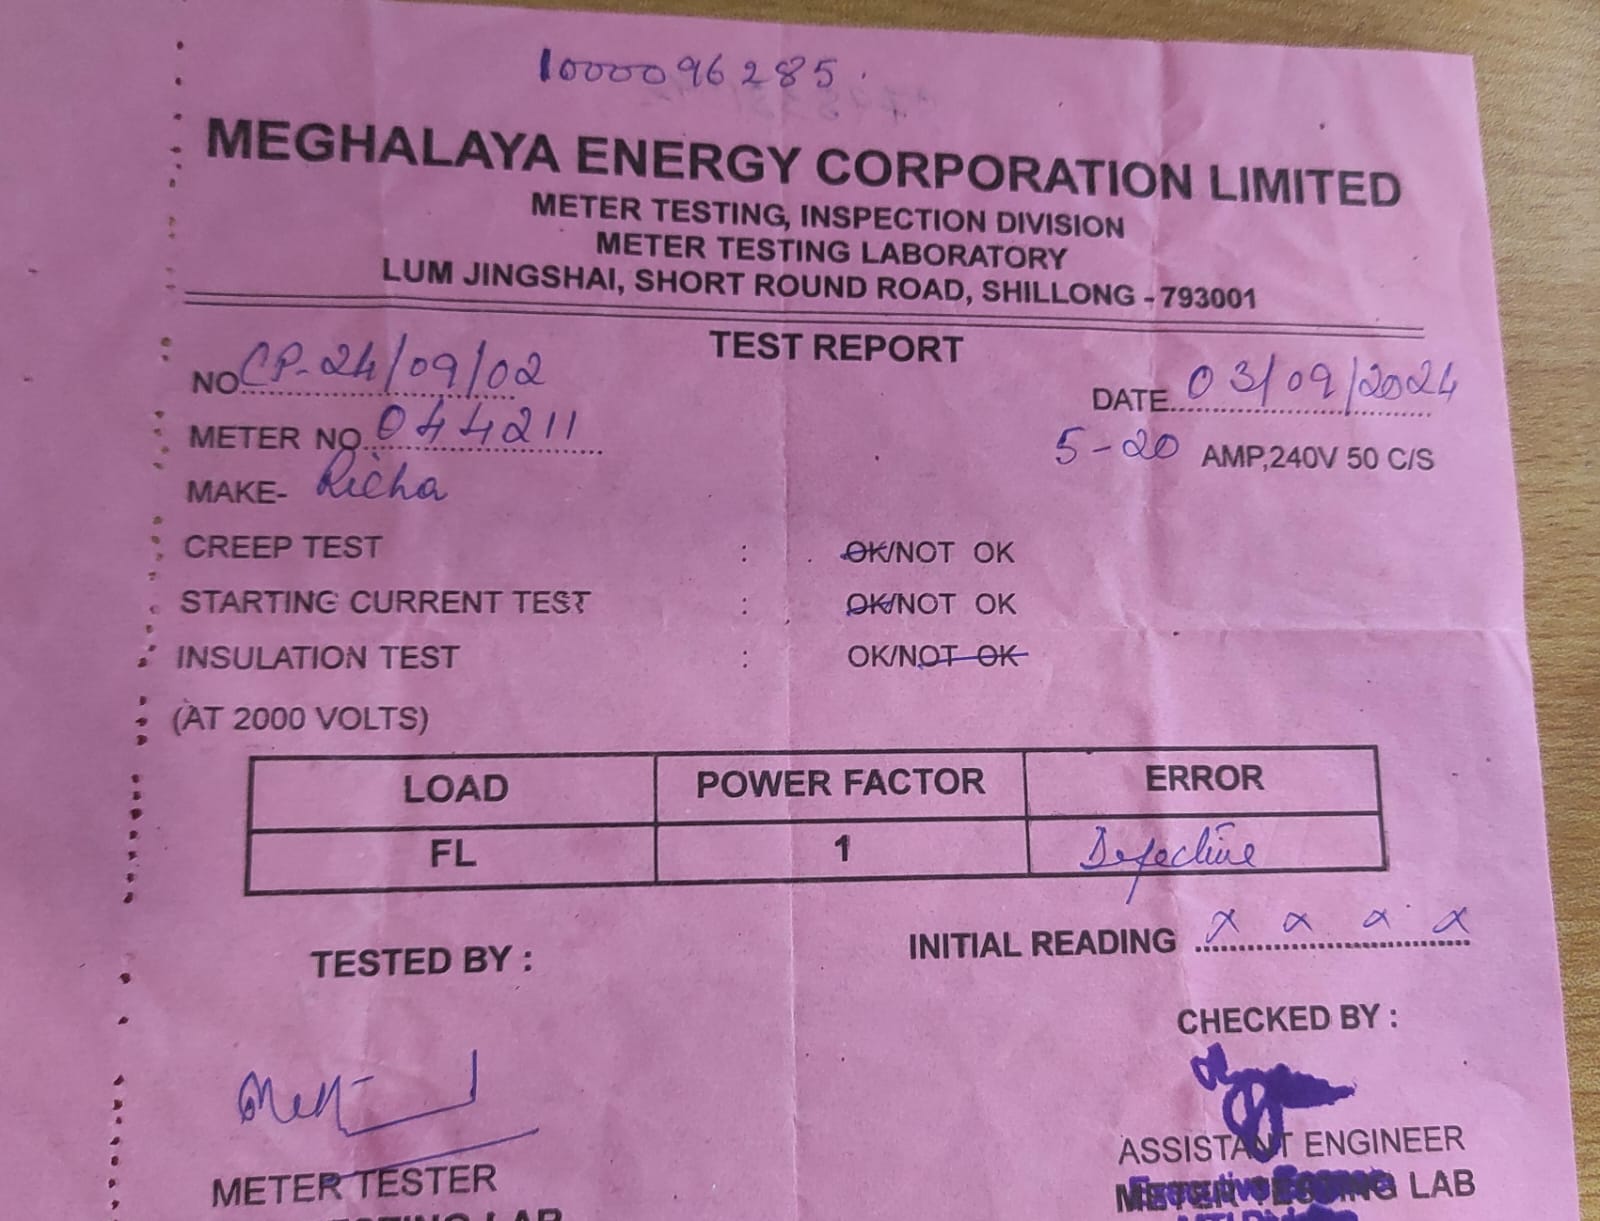 1000096285
MEGHALAYA ENERGY CORPORATION LIMITED
METER TESTING, INSPECTION DIVISION
METER TESTING LABORATORY
LUM JINGSHAI, SHORT ROUND ROAD, SHILLONG - 793001
TEST REPORT
NO CP-24/09/02
DATE 03/09/2024
METER NO. 044211
5-20 AMP,240V 50 C/S
MAKE- Richa
CREEP TEST : OK/NOT OK
STARTING CURRENT TEST : OK/NOT OK
INSULATION TEST : OK/NOT OK
(AT 2000 VOLTS)
LOAD POWER FACTOR ERROR
FL 1 Defective
INITIAL READING x x x x
TESTED BY :
CHECKED BY :
METER TESTER
ASSISTANT ENGINEER
METER TESTING LAB